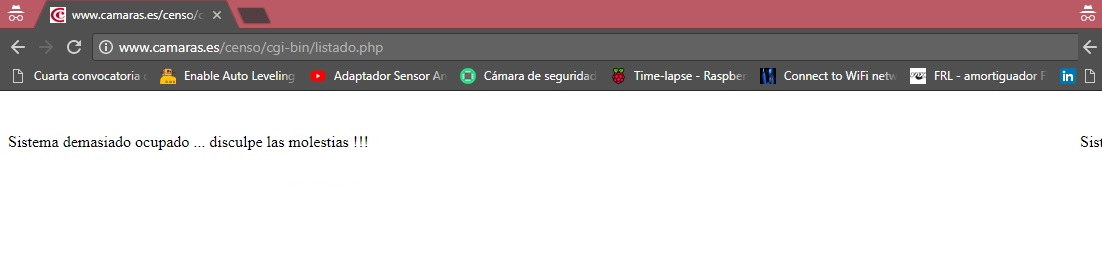 www.camaras.es/censo/c
www.camaras.es/censo/cgi-bin/listado.php
Cuarta convocatoria Enable Auto Leveling Adaptador Sensor An Cámara de seguridad Time-lapse - Raspber Connect to WiFi netw FRL - amortiguador F in
Sistema demasiado ocupado ... disculpe las molestias !!! Sist